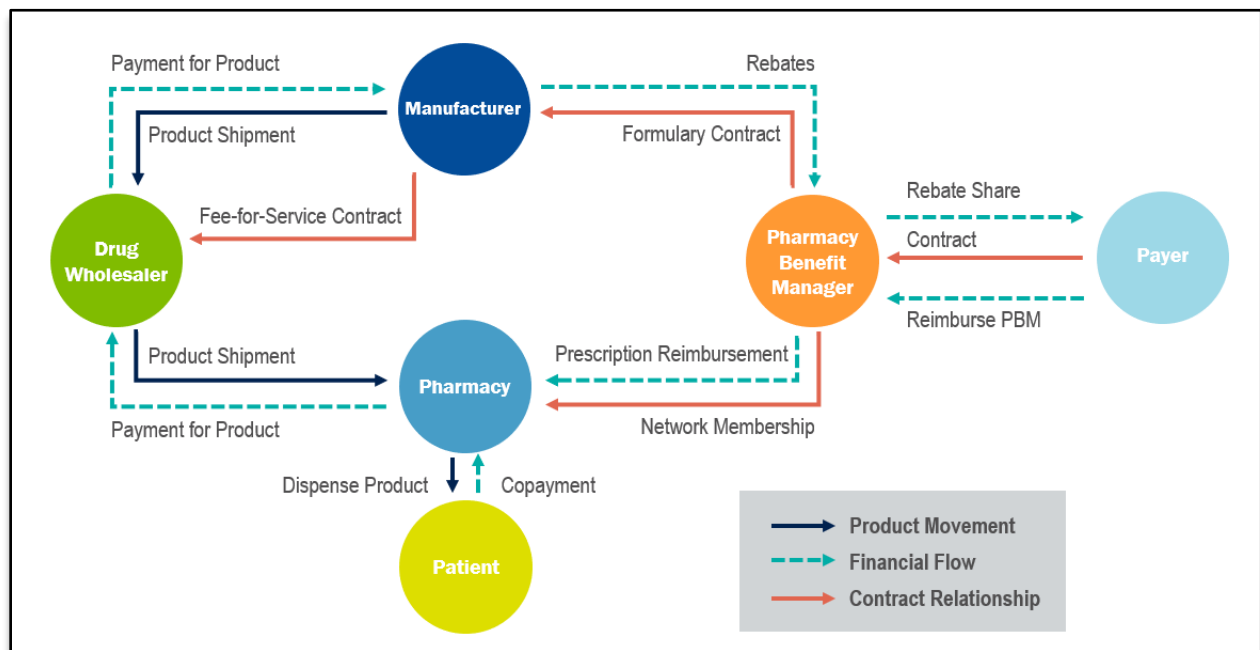 Payment for Product
Rebates
Manufacturer
Product Shipment
Formulary Contract
Rebate Share
Fee-for-Service Contract
Drug
Wholesaler
Pharmacy
Benefit
Manager
Contract
Payer
Reimburse PBM
Product Shipment
Prescription Reimbursement
Pharmacy
Payment for Product
Network Membership
Dispense Product
Copayment
Patient
Product Movement
Financial Flow
Contract Relationship